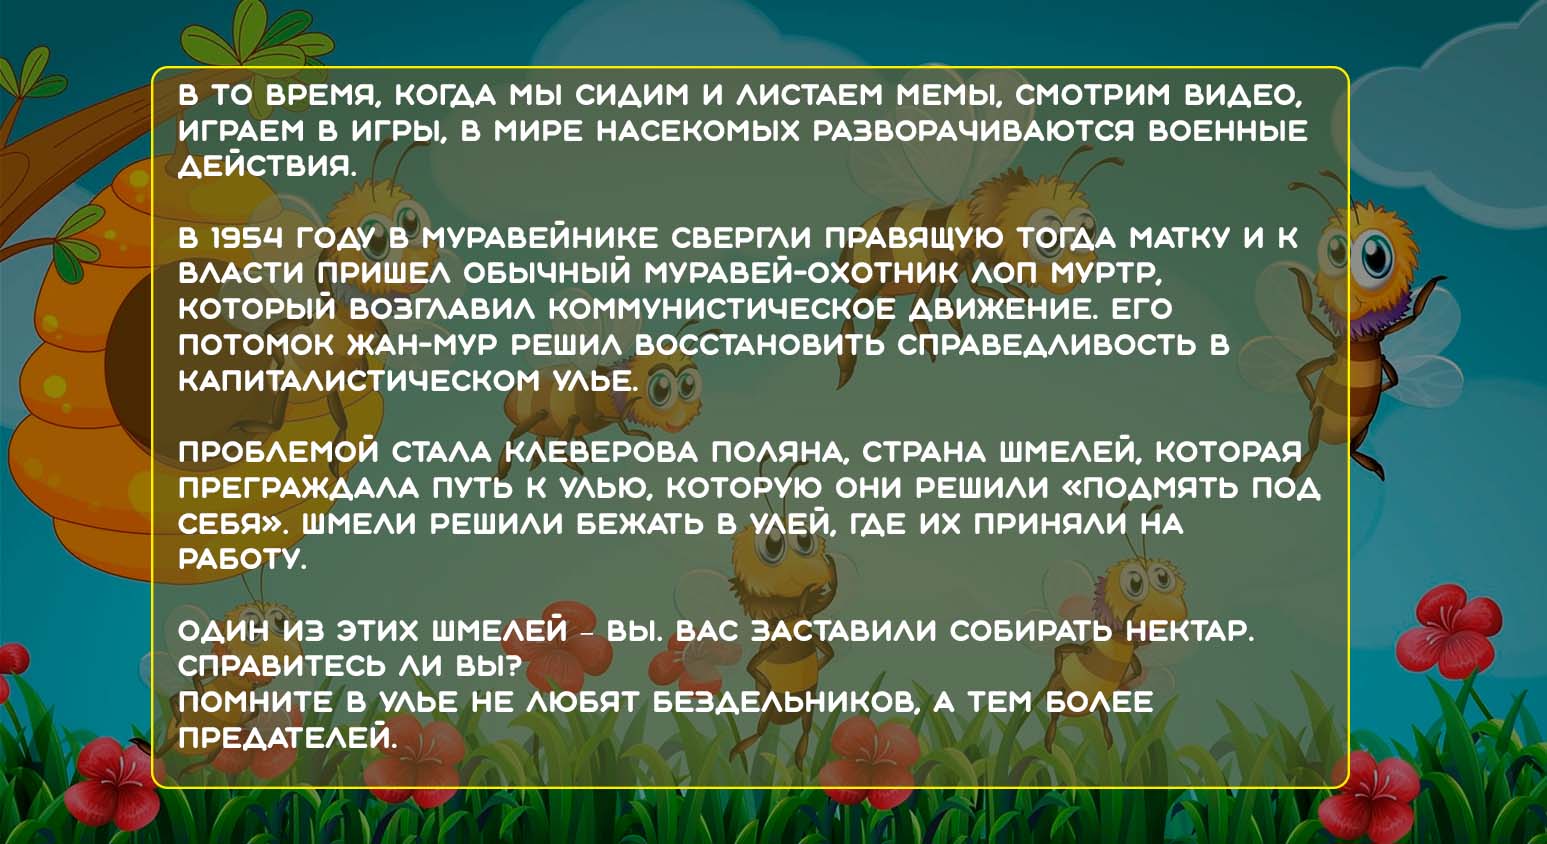 В ТО ВРЕМЯ, КОГДА МЫ СИДИМ И ЛИСТАЕМ МЕМЫ, СМОТРИМ ВИДЕО,
ИГРАЕМ В ИГРЫ, В МИРЕ НАСЕКОМЫХ РАЗВОРАЧИВАЮТСЯ ВОЕННЫЕ
ДЕЙСТВИЯ.
В 1954 ГОДУ В МУРАВЕЙНИКЕ СВЕРГЛИ ПРАВЯЩУЮ ТОГДА МАТКУ И К
ВЛАСТИ ПРИШЕЛ ОБЫЧНЫЙ МУРАВЕЙ-ОХОТНИК ЛОП МУРТР,
КОТОРЫЙ ВОЗГЛАВИЛ КОММУНИСТИЧЕСКОЕ ДВИЖЕНИЕ. ЕГО
ПОТОМОК ЖАН-МУР РЕШИЛ ВОССТАНОВИТЬ СПРАВЕДЛИВОСТЬ В
КАПИТАЛИСТИЧЕСКОМ УЛЬЕ.
ПРОБЛЕМОЙ СТАЛА КЛЕВЕРОВА ПОЛЯНА, СТРАНА ШМЕЛЕЙ, КОТОРАЯ
ПРЕГРАЖДАЛА ПУТЬ К УЛЬЮ, КОТОРУЮ ОНИ РЕШИЛИ «ПОДМЯТЬ ПОД
СЕБЯ». ШМЕЛИ РЕШИЛИ БЕЖАТЬ В УЛЕЙ, ГДЕ ИХ ПРИНЯЛИ НА
РАБОТУ.
ОДИН ИЗ ЭТИХ ШМЕЛЕЙ – ВЫ. ВАС ЗАСТАВИЛИ СОБИРАТЬ НЕКТАР.
СПРАВИТЕСЬ ЛИ ВЫ?
ПОМНИТЕ В УЛЬЕ НЕ ЛЮБЯТ БЕЗДЕЛЬНИКОВ, А ТЕМ БОЛЕЕ
ПРЕДАТЕЛЕЙ.